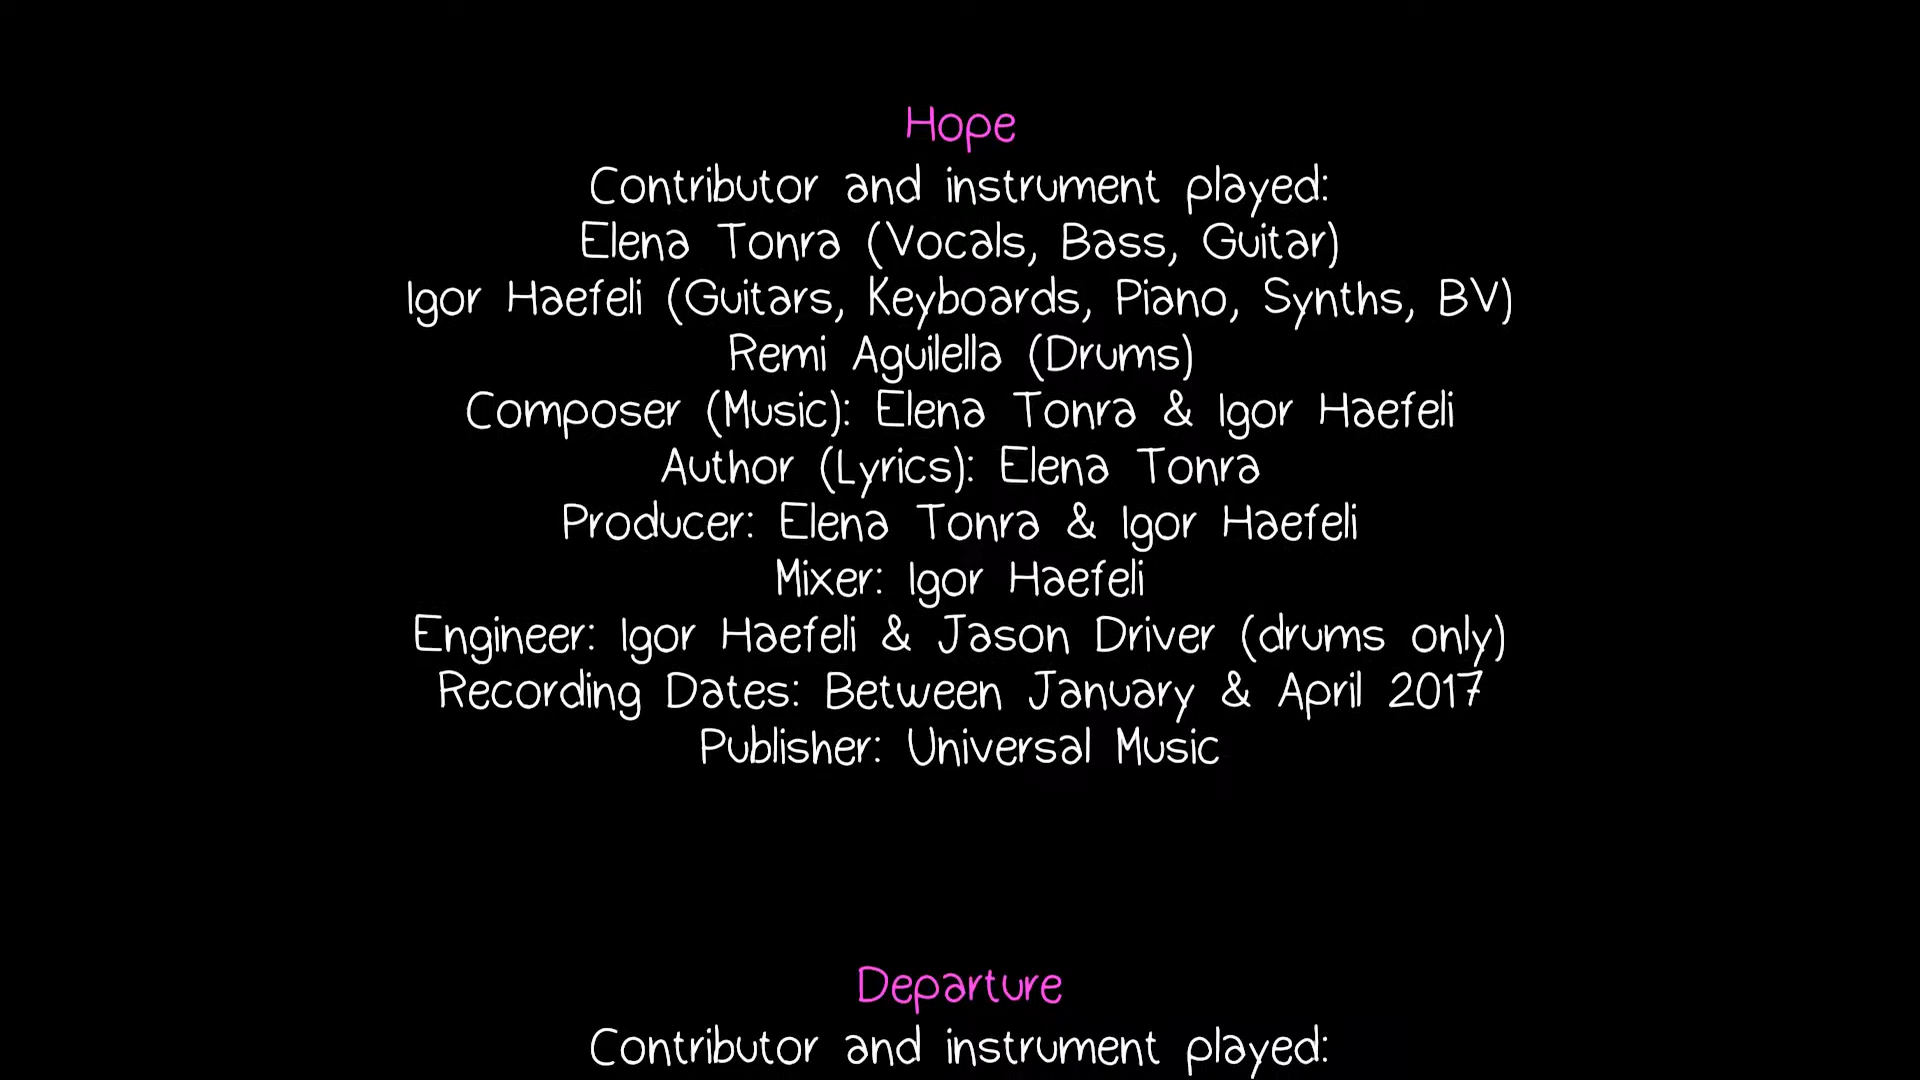 Hope
Contributor and instrument played:
Elena Tonra (Vocals, Bass, Guitar)
Igor Haefeli (Guitars, Keyboards, Piano, Synths, BV)
Remi Aguilella (Drums)
Composer (Music): Elena Tonra & Igor Haefeli
Author (Lyrics): Elena Tonra
Producer: Elena Tonra & Igor Haefeli
Mixer: Igor Haefeli
Engineer: Igor Haefeli & Jason Driver (drums only)
Recording Dates: Between January & April 2017
Publisher: Universal Music
Departure
Contributor and instrument played: